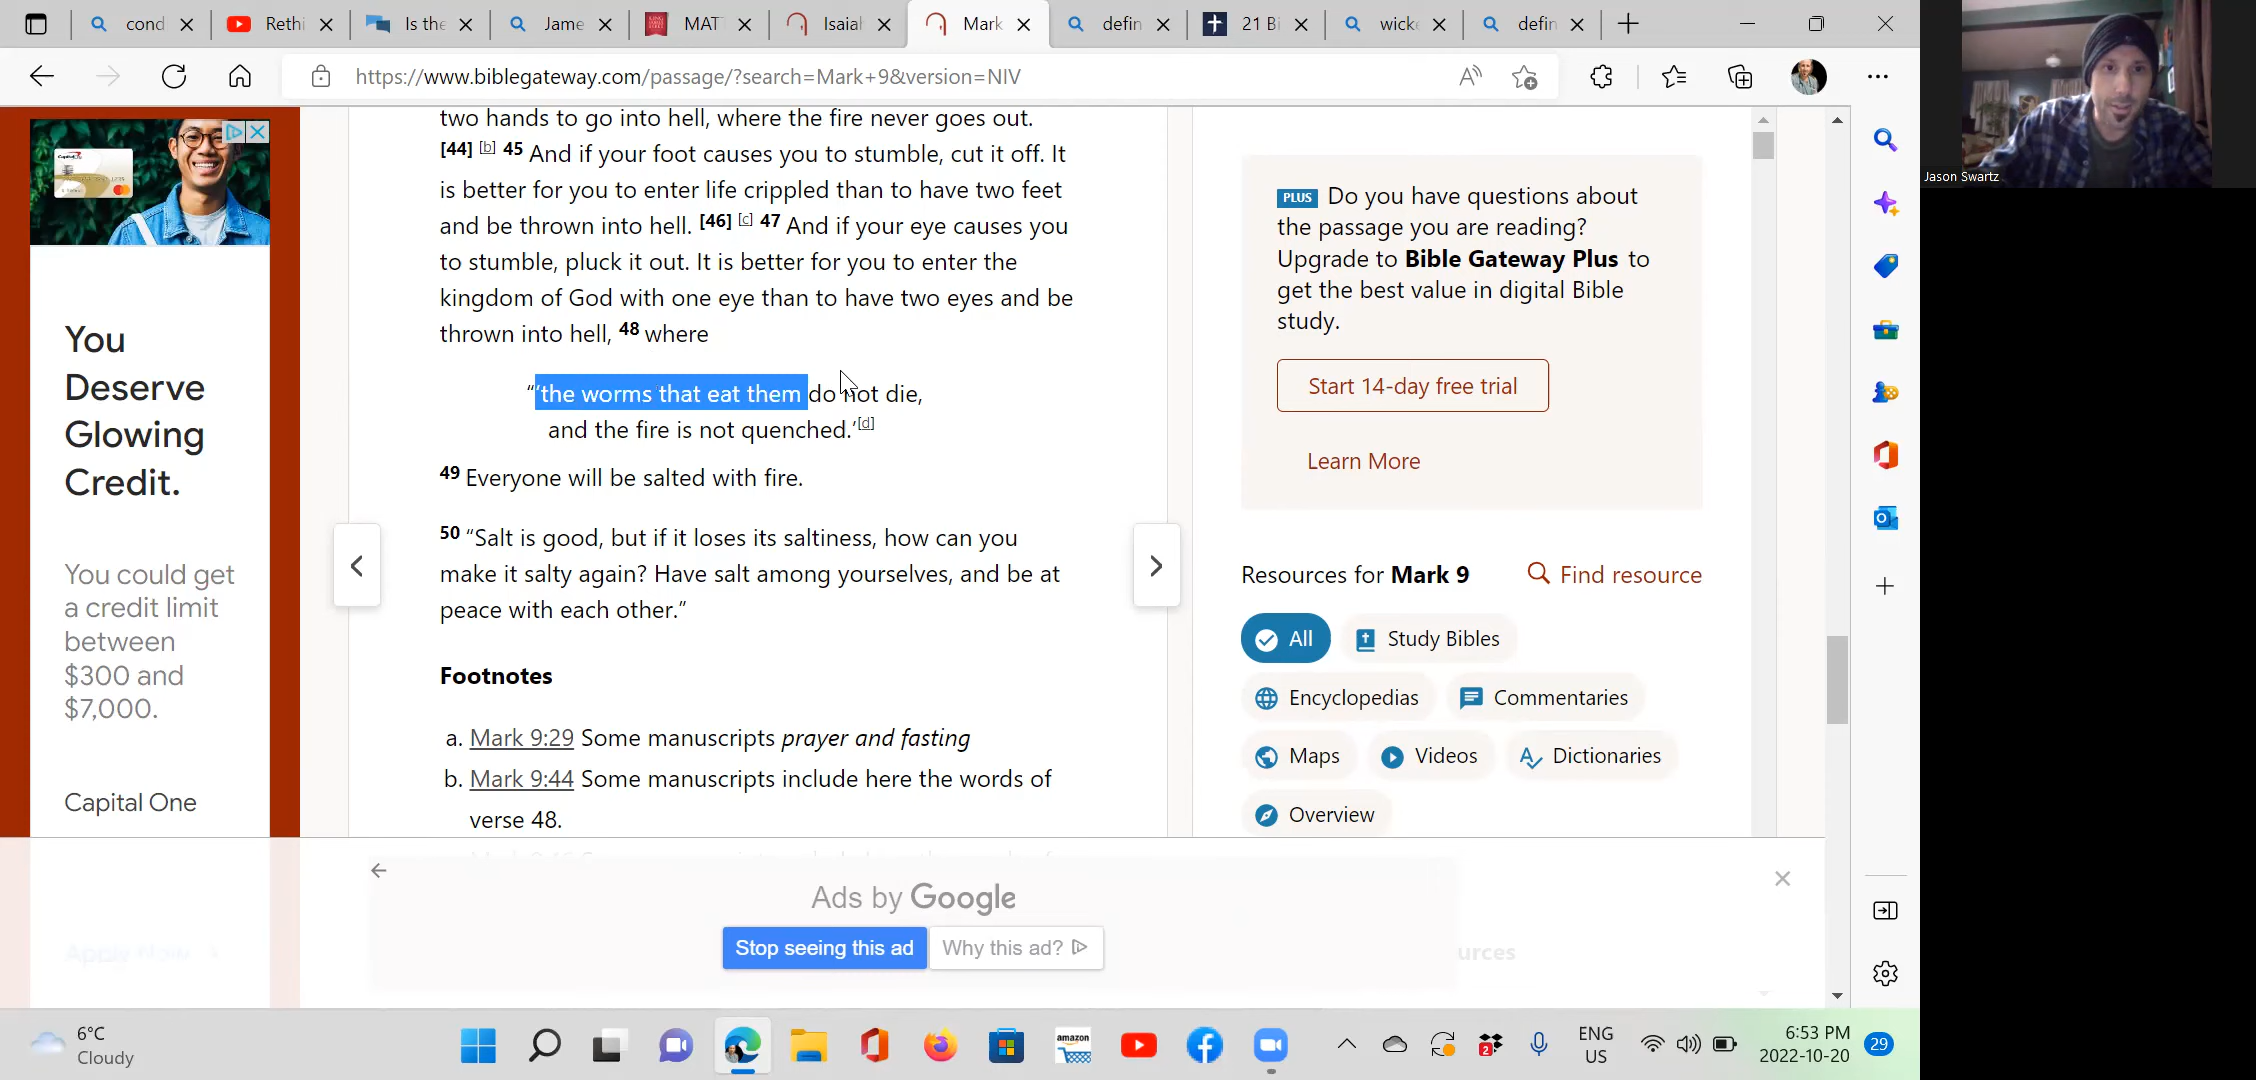 cond
Rethi
Is the
Jame
MAT
Isaiah
Mark
defin
21 Bi
wick
defin
https://www.biblegateway.com/passage/?search=Mark+9&version=NIV
Jason Swartz
You
Deserve
Glowing
Credit.
You could get
a credit limit
between
$300 and
$7,000.
Capital One
Apply Now
two hands to go into hell, where the fire never goes out.
[44] [b] 45 And if your foot causes you to stumble, cut it off. It
is better for you to enter life crippled than to have two feet
and be thrown into hell. [46] [c] 47 And if your eye causes you
to stumble, pluck it out. It is better for you to enter the
kingdom of God with one eye than to have two eyes and be
thrown into hell, 48 where
“‘the worms that eat them do not die,
and the fire is not quenched.’[d]
49 Everyone will be salted with fire.
50 “Salt is good, but if it loses its saltiness, how can you
make it salty again? Have salt among yourselves, and be at
peace with each other.”
Footnotes
a. Mark 9:29 Some manuscripts prayer and fasting
b. Mark 9:44 Some manuscripts include here the words of
verse 48.
PLUS Do you have questions about
the passage you are reading?
Upgrade to Bible Gateway Plus to
get the best value in digital Bible
study.
Start 14-day free trial
Learn More
Resources for Mark 9
Find resource
All
Study Bibles
Encyclopedias
Commentaries
Maps
Videos
Dictionaries
Overview
Ads by Google
Stop seeing this ad
Why this ad?
urces
6°C
Cloudy
amazon
2
ENG
US
6:53 PM
2022-10-20
29